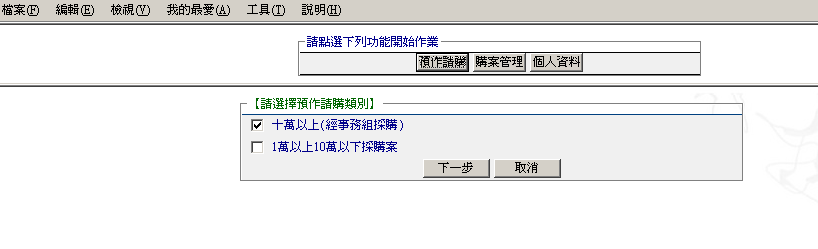 檔案(F) 編輯(E) 檢視(V) 我的最愛(A) 工具(T) 說明(H)
請點選下列功能開始作業
預作請購 購案管理 個人資料
【請選擇預作請購類別】
十萬以上(經事務組採購)
1萬以上10萬以下採購案
下一步 取消